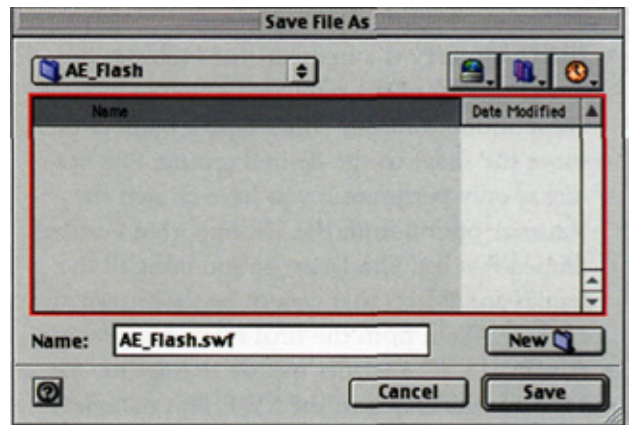 Save File As
AE_Flash
Name
Date Modified
Name:
AE_Flash.swf
New
Cancel
Save